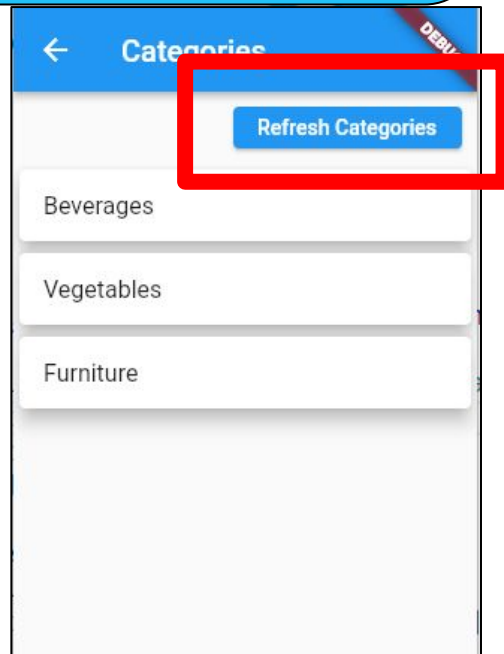 Categories
Refresh Categories
Beverages
Vegetables
Furniture